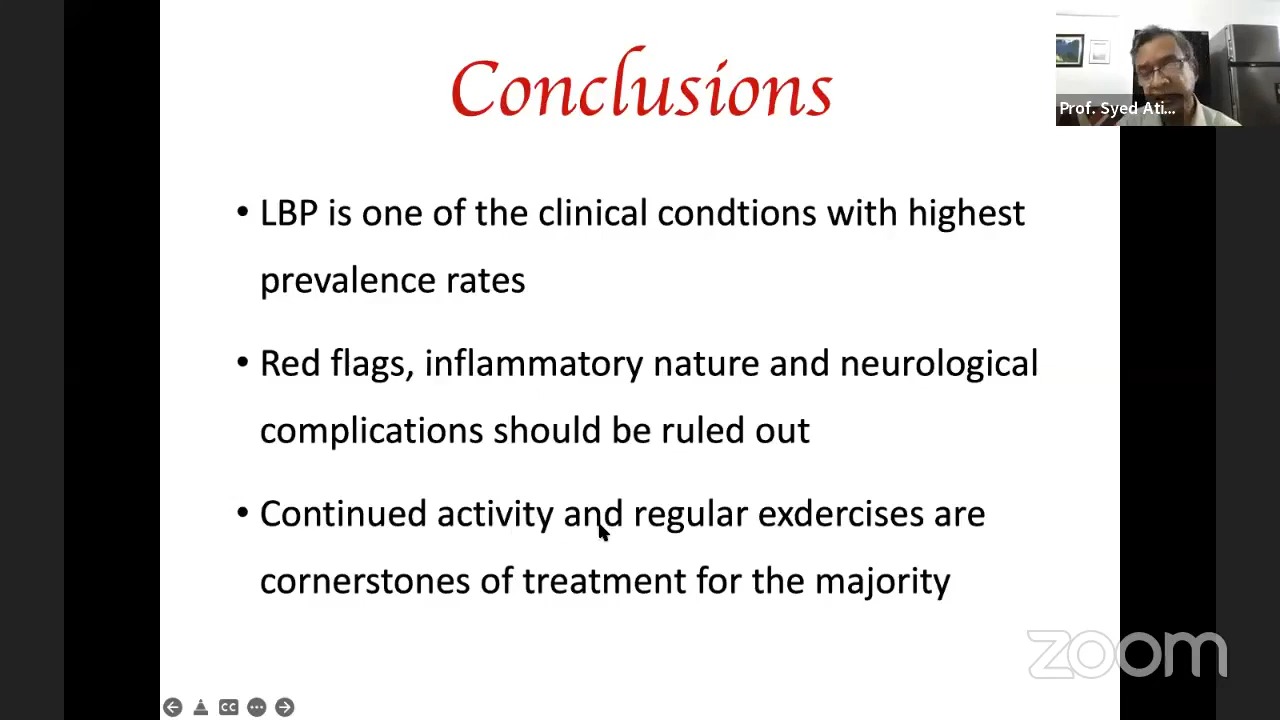 Conclusions
Prof. Syed Ati...
• LBP is one of the clinical condtions with highest
prevalence rates
• Red flags, inflammatory nature and neurological
complications should be ruled out
• Continued activity and regular exdercises are
cornerstones of treatment for the majority
zoom
CC